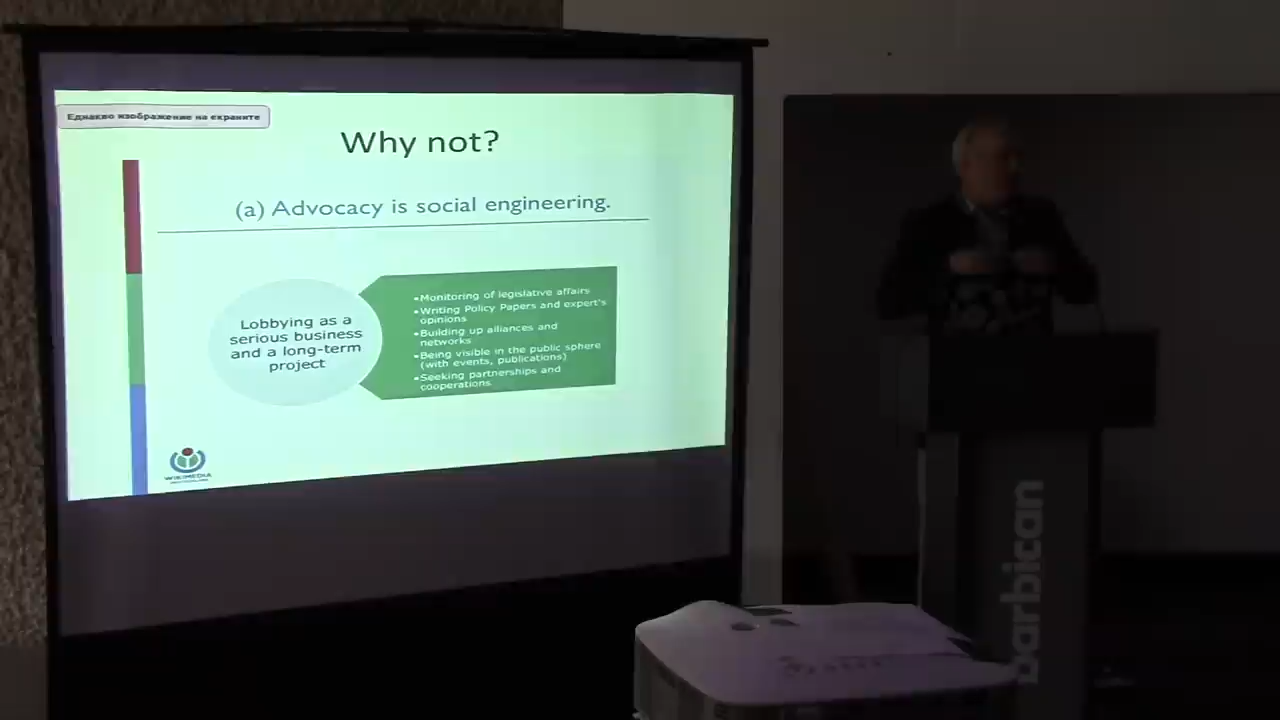 Еднакво изображение на екраните
Why not?
(a) Advocacy is social engineering.
Lobbying as a
serious business
and a long-term
project
•Monitoring of legislative affairs
•Writing Policy Papers and expert's
opinions
•Building up alliances and
networks
•Being visible in the public sphere
(with events, publications)
•Seeking partnerships and
cooperations
WIKIMEDIA
barbican